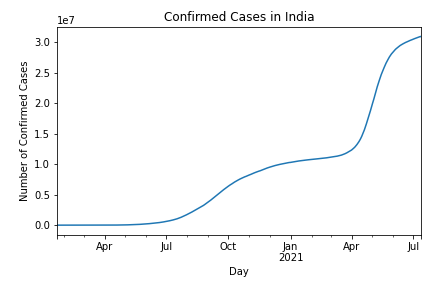 Confirmed Cases in India
1e7
3.0
2.5
2.0
1.5
1.0
0.5
0.0
Number of Confirmed Cases
Apr Jul Oct Jan Apr Jul
2021
Day